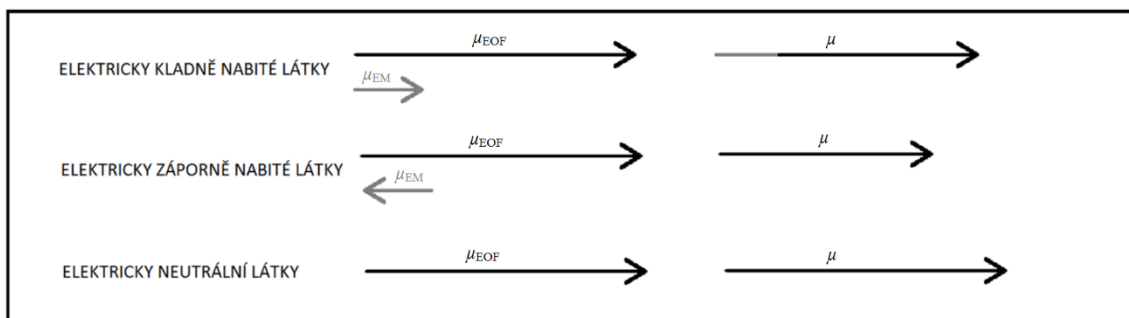 μEOF μ
ELEKTRICKY KLADNĚ NABITÉ LÁTKY
μEM
μEOF μ
ELEKTRICKY ZÁPORNĚ NABITÉ LÁTKY
μEM
μEOF μ
ELEKTRICKY NEUTRÁLNÍ LÁTKY